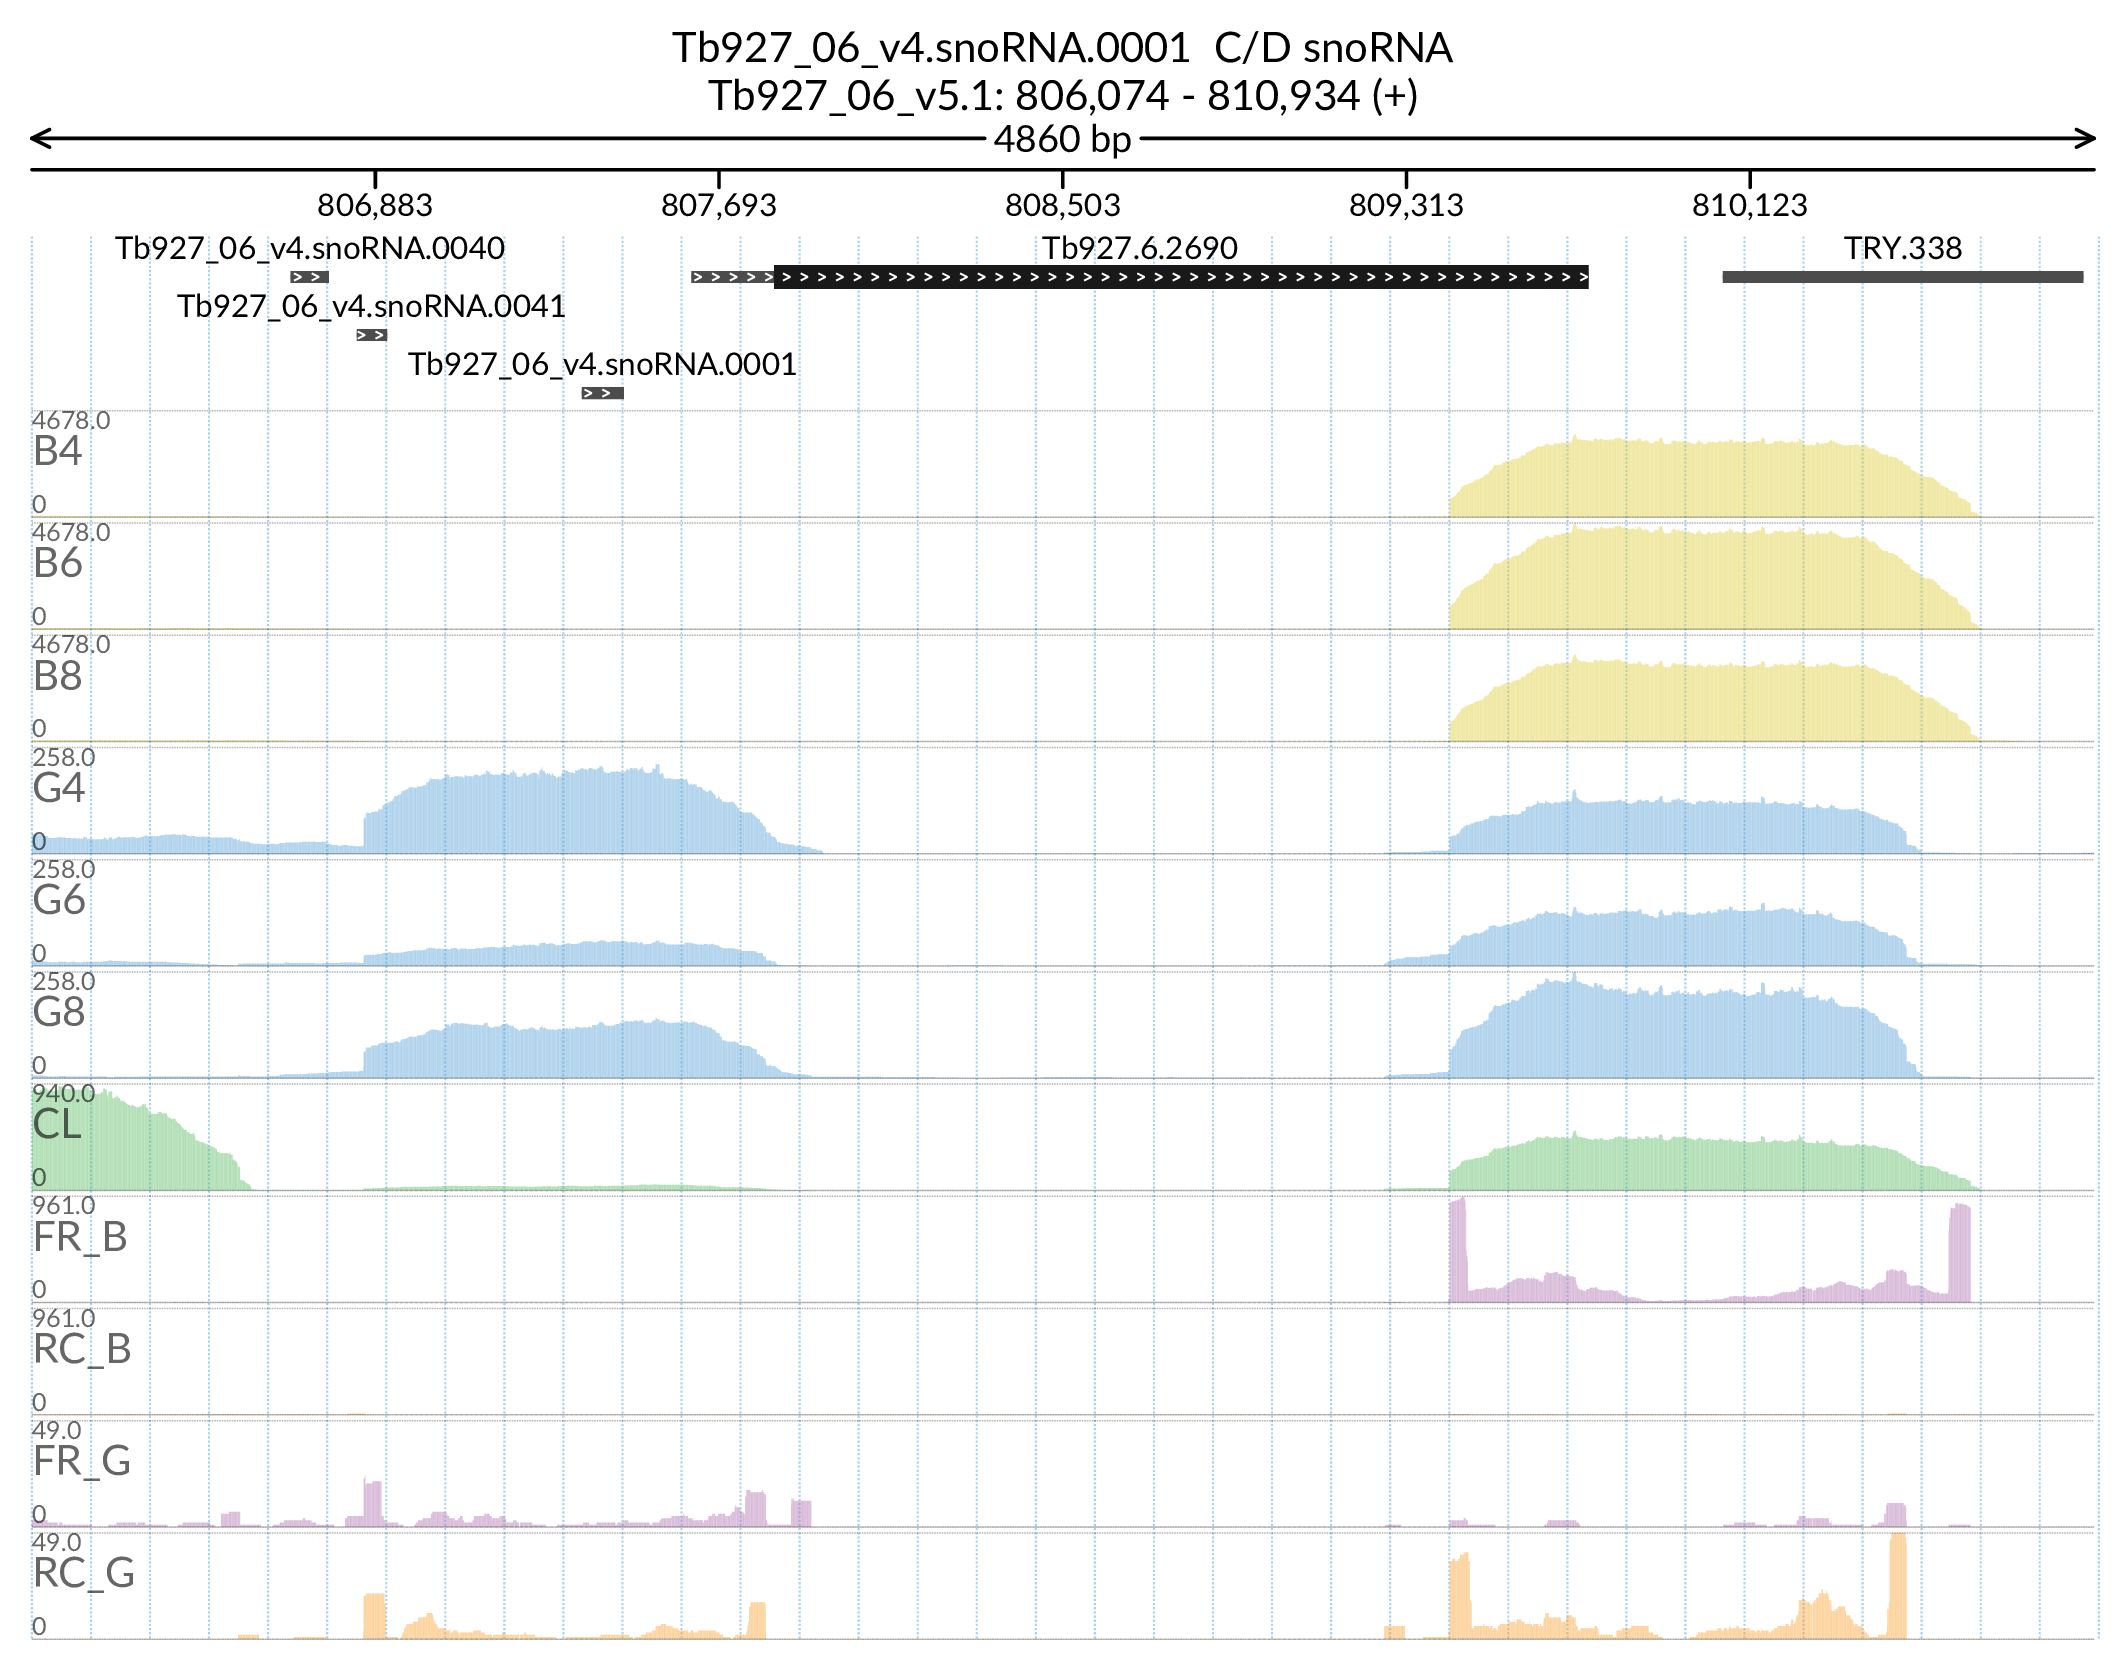 Tb927_06_v4.snoRNA.0001 C/D snoRNA
Tb927_06_v5.1: 806,074 - 810,934 (+)
4860 bp
806,883 807,693 808,503 809,313 810,123
Tb927_06_v4.snoRNA.0040 Tb927.6.2690 TRY.338
Tb927_06_v4.snoRNA.0041
Tb927_06_v4.snoRNA.0001
4678.0
B4
0
4678.0
B6
0
4678.0
B8
0
258.0
G4
0
258.0
G6
0
258.0
G8
0
940.0
CL
0
961.0
FR_B
0
961.0
RC_B
0
49.0
FR_G
0
49.0
RC_G
0